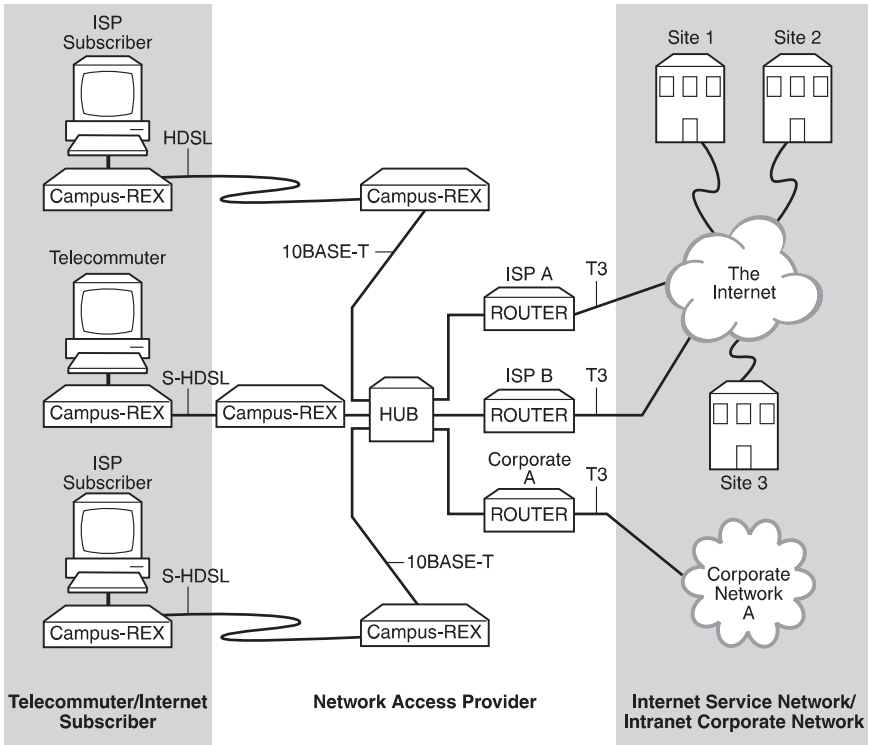 ISP
Subscriber
HDSL
Campus-REX
Campus-REX
10BASE-T
Telecommuter
S-HDSL
Campus-REX
Campus-REX
HUB
ISP
Subscriber
S-HDSL
Campus-REX
10BASE-T
Campus-REX
ISP A
ROUTER
T3
ISP B
ROUTER
T3
Corporate
A
ROUTER
T3
Site 1
Site 2
The
Internet
Site 3
Corporate
Network
A
Telecommuter/Internet
Subscriber
Network Access Provider
Internet Service Network/
Intranet Corporate Network